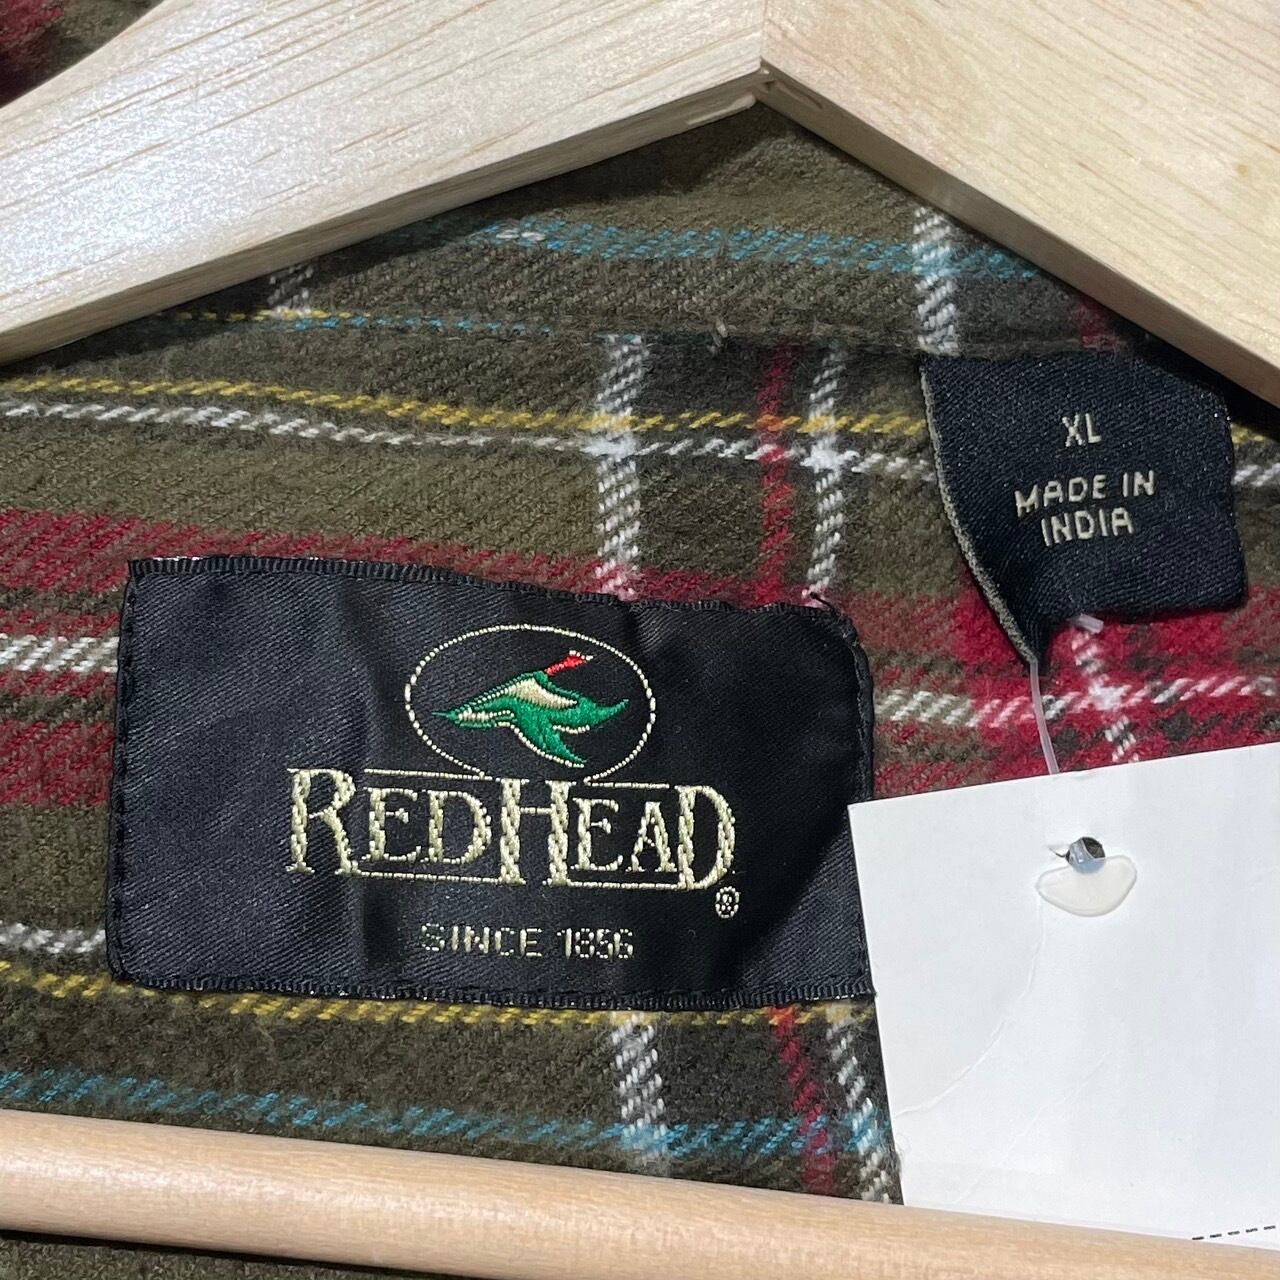 XL
MADE IN
INDIA
REDHEAD®
SINCE 1856